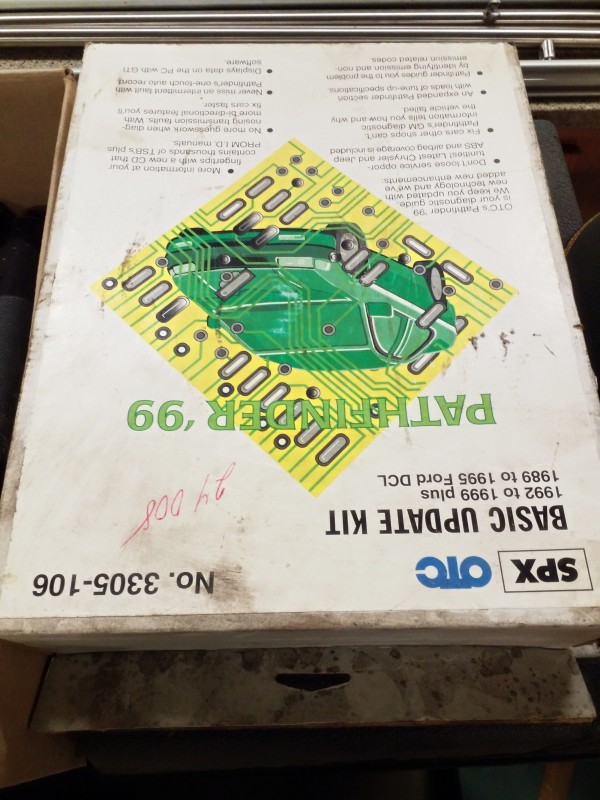 SPX OTC
No. 3305-106
BASIC UPDATE KIT
1992 to 1999 plus
1989 to 1995 Ford DCL
PATHFINDER '99
OTC's Pathfinder '99
is your diagnostic guide.
We keep you updated with
new technology and we've
added new enhancements:
• Don't loose service oppor-
tunities! Latest Chrysler and Jeep
ABS and airbag coverage is included
• Fix cars other shops can't.
Pathfinder's GM diagnostic
information tells you how and why
the vehicle failed
• An expanded Pathfinder section
with loads of tune-up specifications
• Pathfinder guides you to the problem
by identifying emission and non-
emission related codes.
• More information at your
fingertips with new CD that
contains thousands of TSB's plus
PROM I.D. manuals.
• No more guesswork when diag-
nosing transmission faults. With
more bi-directional features you'll
fix cars faster.
• Never miss an intermittent fault with
Pathfinder's one-touch auto record
• Displays data on the PC with GTI
software.